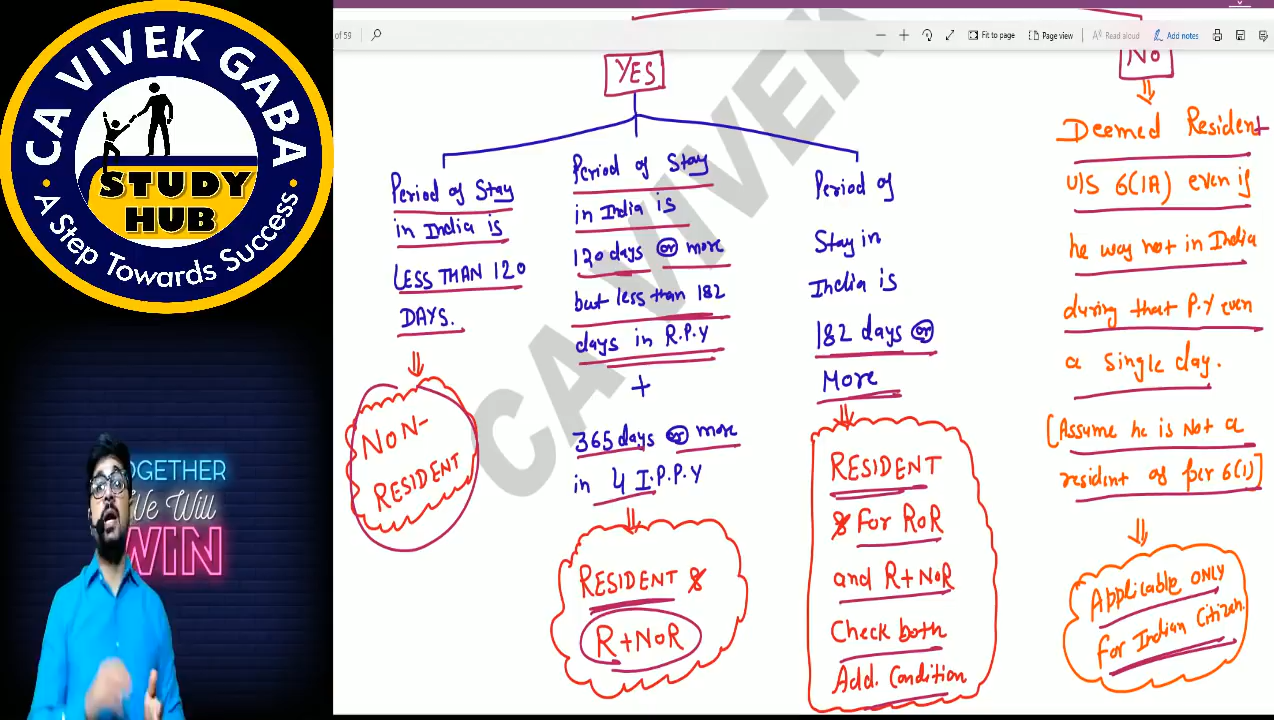 CA VIVEK GABA
STUDY
HUB
A Step Towards Success
TOGETHER
We Will
WIN
of 59
Fit to page
Page view
Read aloud
Add notes
CA VIVEK
YES
Period of Stay
in India is
LESS THAN 120
DAYS.
NON-
RESIDENT
Period of Stay
in India is
120 days or more
but less than 182
days in R.P.Y
+
365 days or more
in 4 I.P.P.Y
RESIDENT &
R+NOR
Period of
Stay in
India is
182 days or
More
RESIDENT
& For ROR
and R+NOR
Check both
Add. Condition
NO
Deemed Resident
U/S 6(1A) even if
he was not in India
during that P.Y even
a single day.
[Assume he is Not a
resident as per 6(1)]
Applicable ONLY
for Indian Citizen.